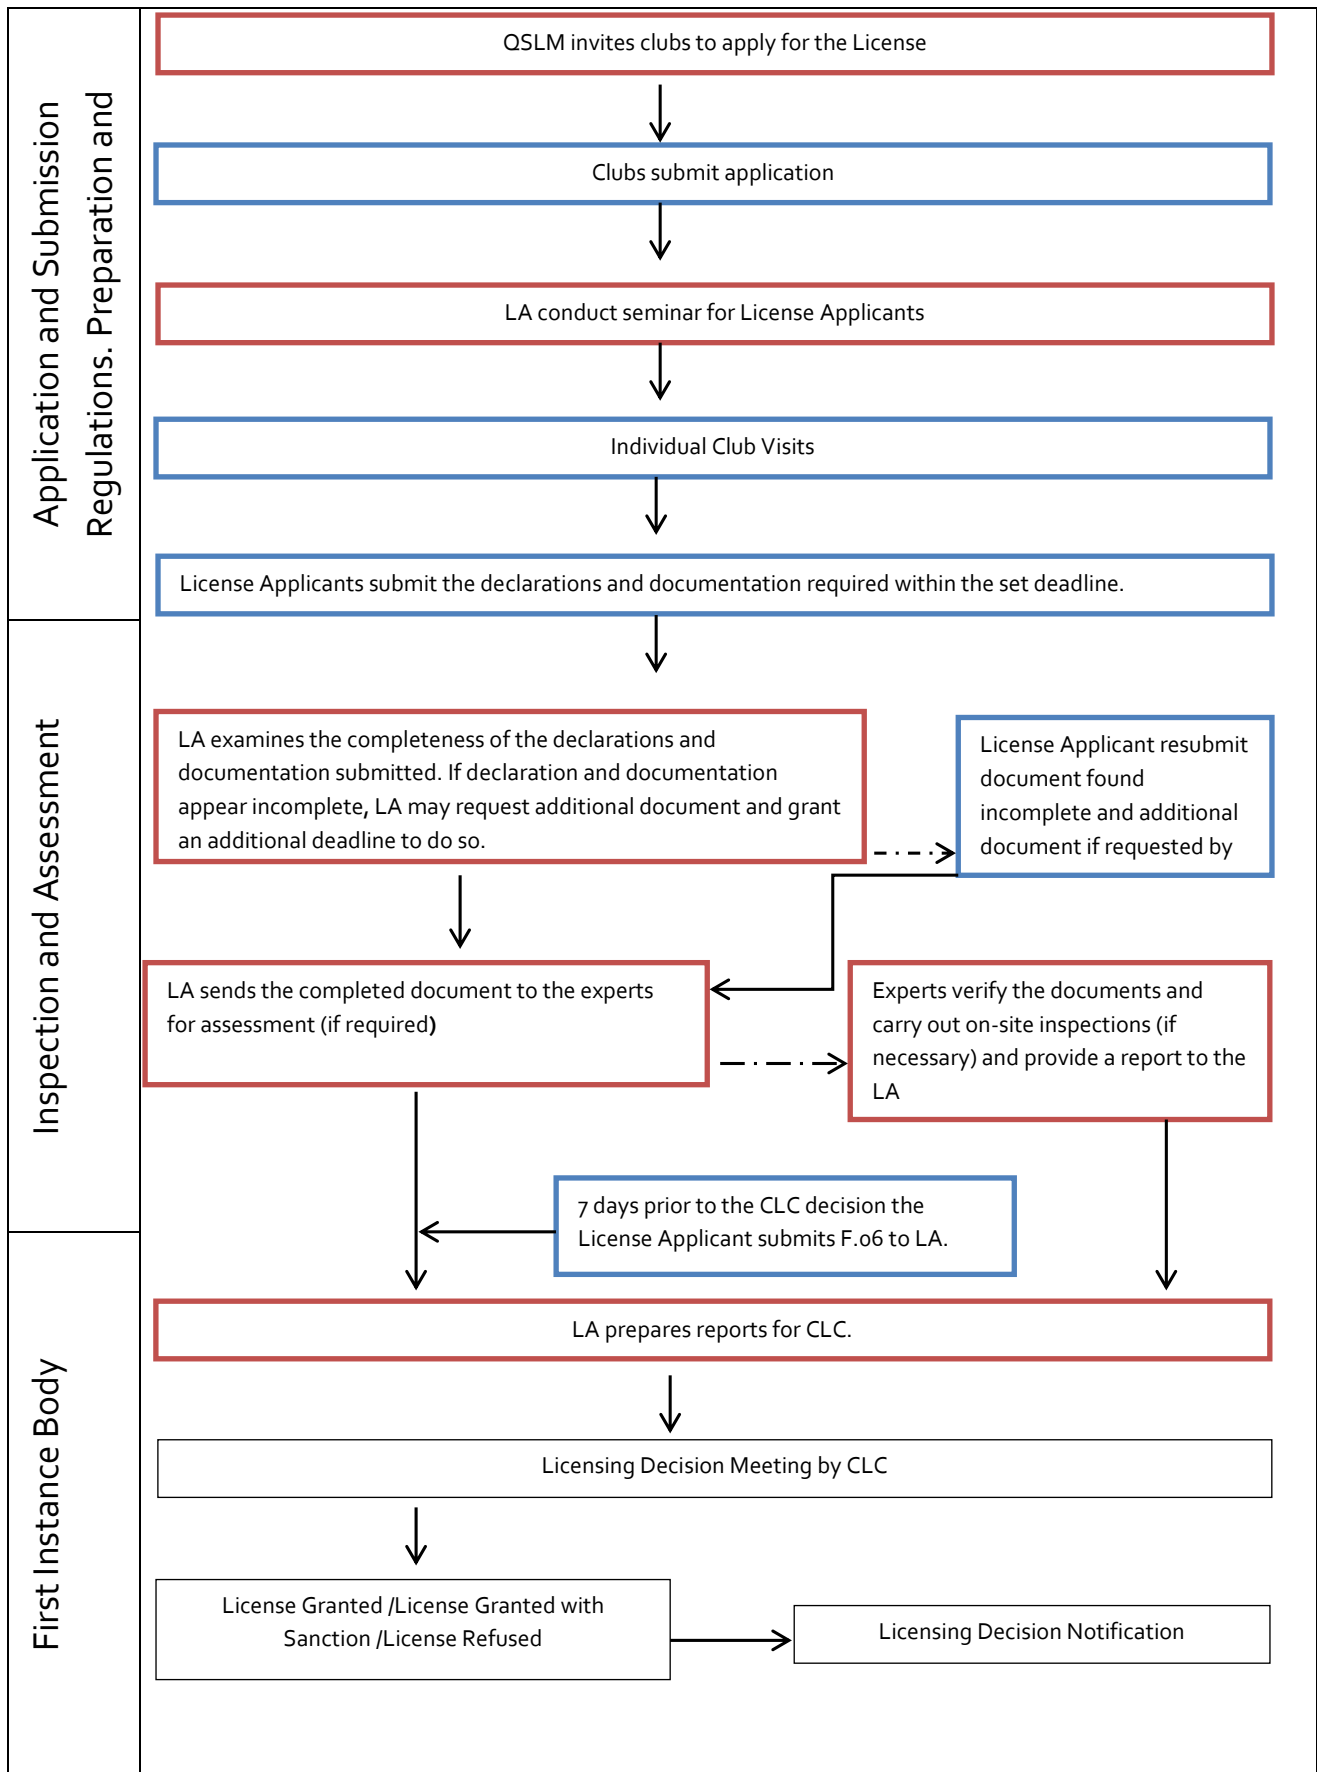 Application and Submission
Regulations. Preparation and
QSLM invites clubs to apply for the License
Clubs submit application
LA conduct seminar for License Applicants
Individual Club Visits
License Applicants submit the declarations and documentation required within the set deadline.
Inspection and Assessment
LA examines the completeness of the declarations and
documentation submitted. If declaration and documentation
appear incomplete, LA may request additional document and grant
an additional deadline to do so.
License Applicant resubmit
document found
incomplete and additional
document if requested by
LA sends the completed document to the experts
for assessment (if required)
Experts verify the documents and
carry out on-site inspections (if
necessary) and provide a report to the
LA
7 days prior to the CLC decision the
License Applicant submits F.06 to LA.
First Instance Body
LA prepares reports for CLC.
Licensing Decision Meeting by CLC
License Granted /License Granted with
Sanction /License Refused
Licensing Decision Notification